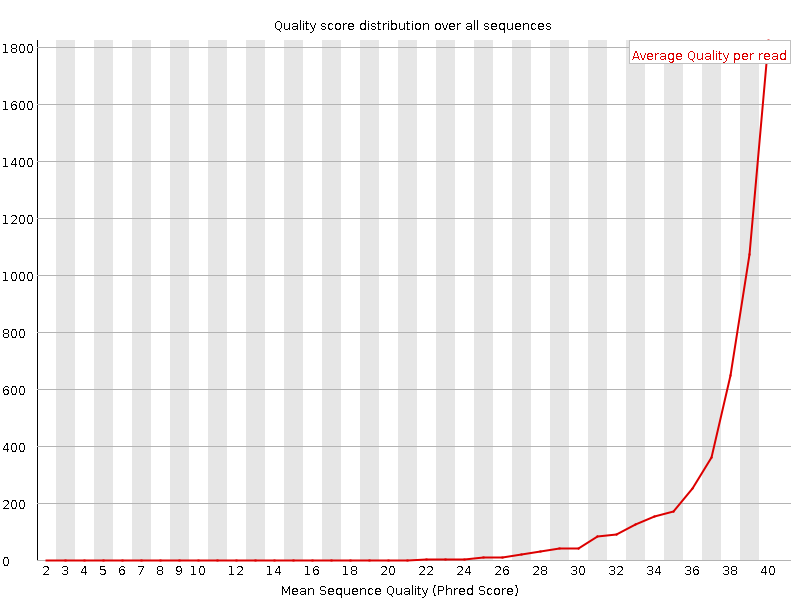 Quality score distribution over all sequences
Average Quality per read
1800
1600
1400
1200
1000
800
600
400
200
0
2 3 4 5 6 7 8 9 10 12 14 16 18 20 22 24 26 28 30 32 34 36 38 40
Mean Sequence Quality (Phred Score)